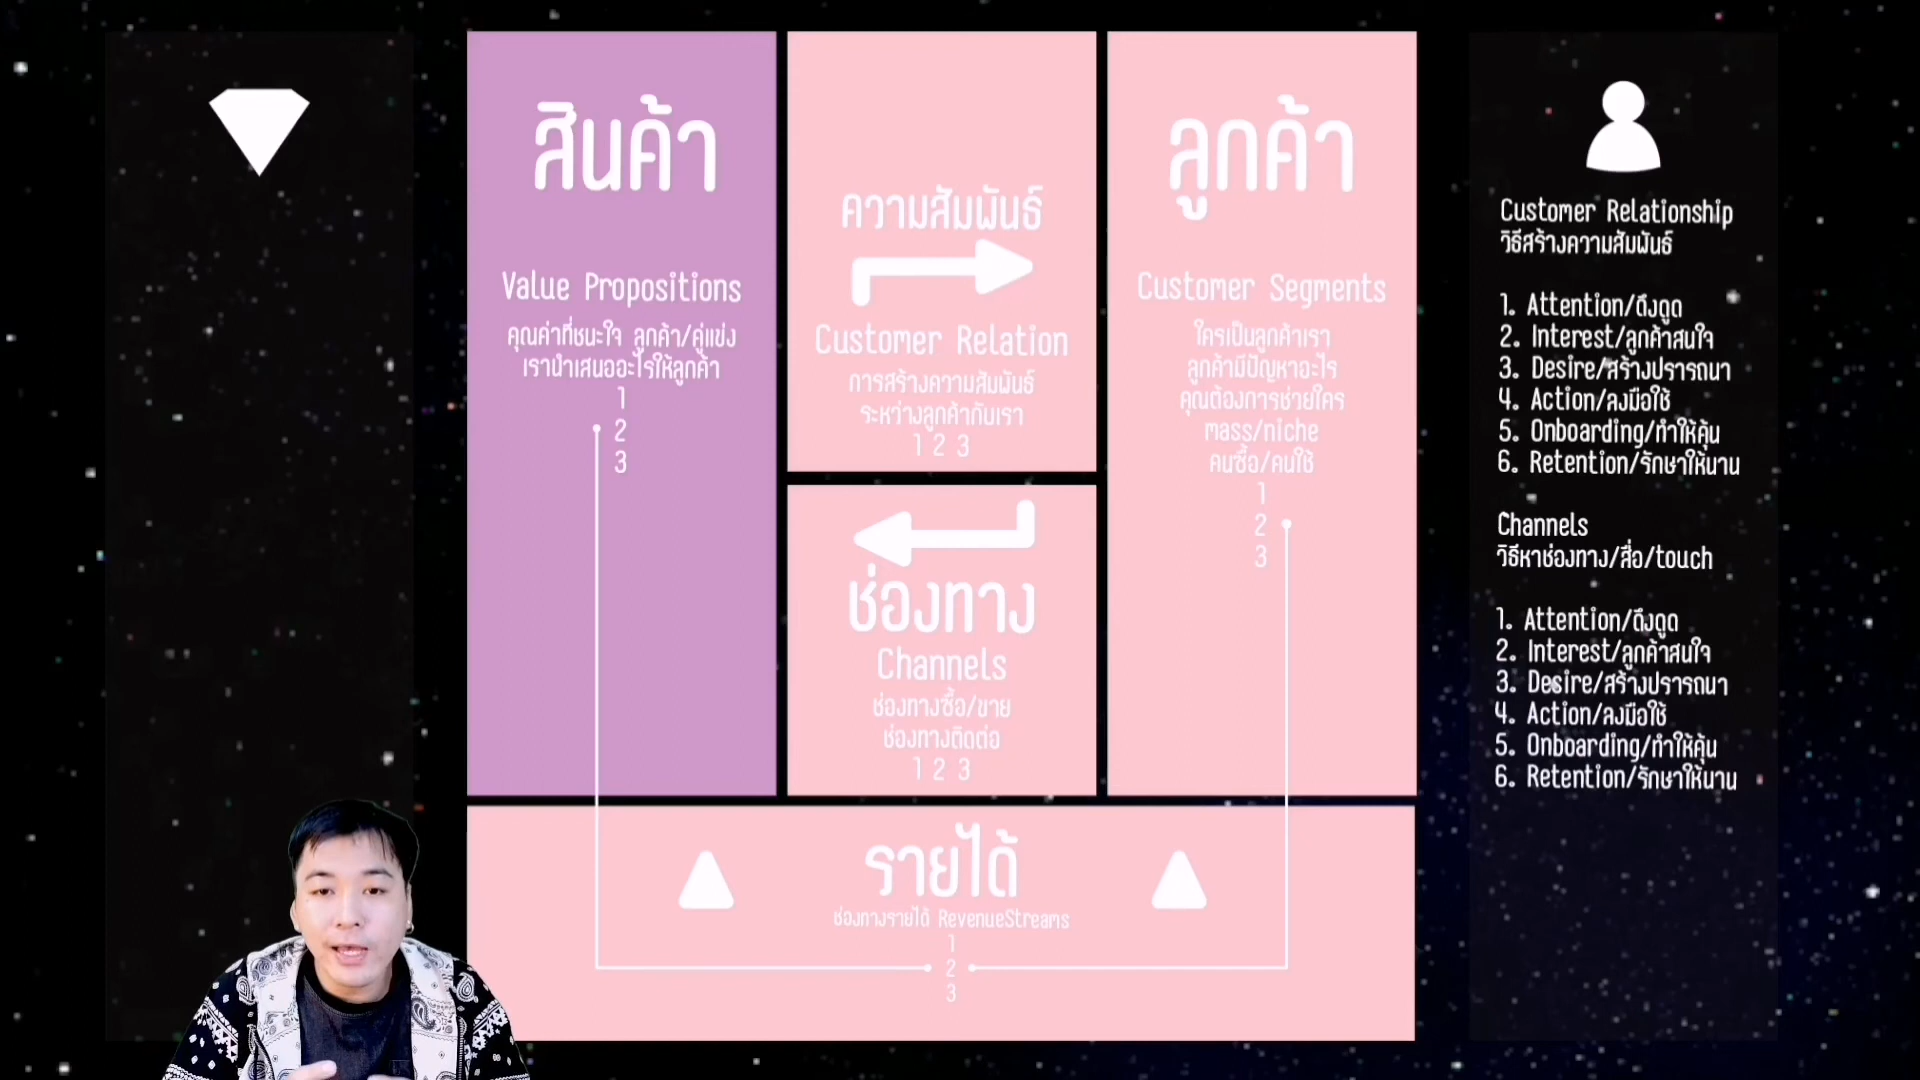 สินค้า
Value Propositions
คุณค่าที่ชนะใจ ลูกค้า/คู่แข่ง
เรานำเสนออะไรให้ลูกค้า
1
2
3
ความสัมพันธ์
Customer Relation
การสร้างความสัมพันธ์
ระหว่างลูกค้ากับเรา
1 2 3
ช่องทาง
Channels
ช่องทางซื้อ/ขาย
ช่องทางติดต่อ
1 2 3
ลูกค้า
Customer Segments
ใครเป็นลูกค้าเรา
ลูกค้ามีปัญหาอะไร
คุณต้องการช่วยใคร
mass/niche
คนซื้อ/คนใช้
1
2
3
รายได้
ช่องทางรายได้ RevenueStreams
1
2
3
Customer Relationship
วิธีสร้างความสัมพันธ์
1. Attention/ดึงดูด
2. Interest/ลูกค้าสนใจ
3. Desire/สร้างปรารถนา
4. Action/ลงมือใช้
5. Onboarding/ทำให้คุ้น
6. Retention/รักษาให้นาน
Channels
วิธีหาช่องทาง/สื่อ/touch
1. Attention/ดึงดูด
2. Interest/ลูกค้าสนใจ
3. Desire/สร้างปรารถนา
4. Action/ลงมือใช้
5. Onboarding/ทำให้คุ้น
6. Retention/รักษาให้นาน